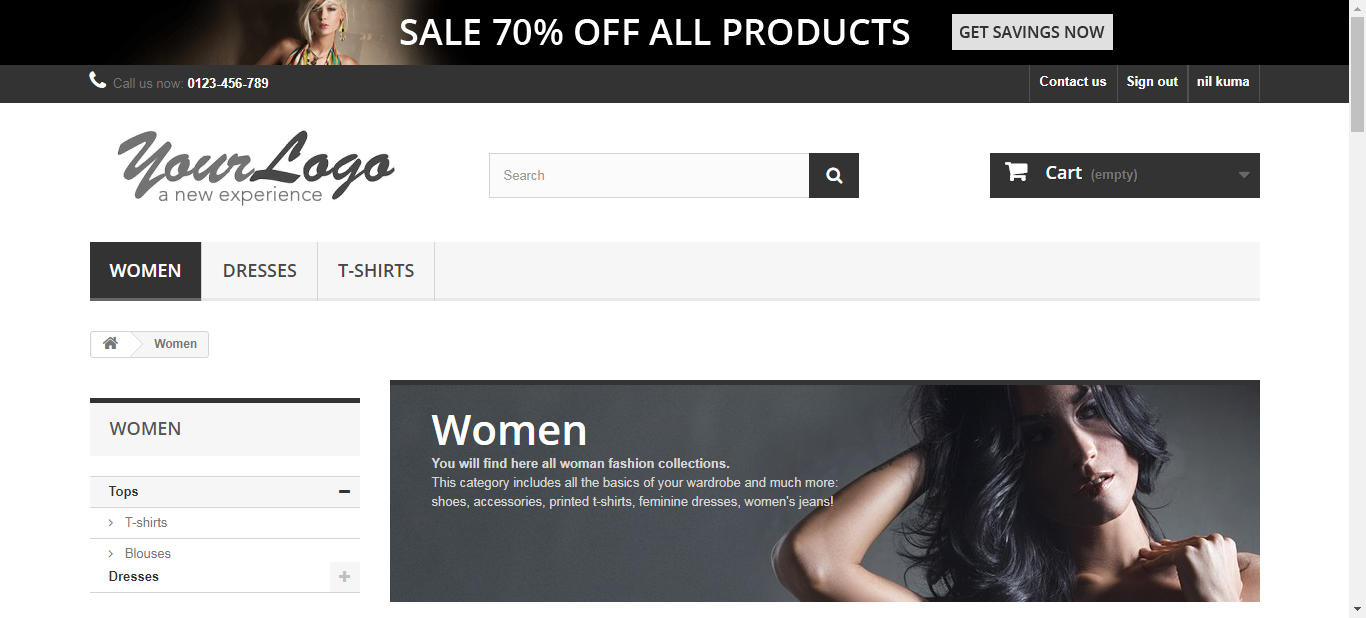 SALE 70% OFF ALL PRODUCTS GET SAVINGS NOW
Call us now: 0123-456-789 Contact us Sign out nil kuma
YourLogo
a new experience
Search Cart (empty)
WOMEN DRESSES T-SHIRTS
Women
WOMEN
Tops
T-shirts
Blouses
Dresses
Women
You will find here all woman fashion collections.
This category includes all the basics of your wardrobe and much more:
shoes, accessories, printed t-shirts, feminine dresses, women's jeans!